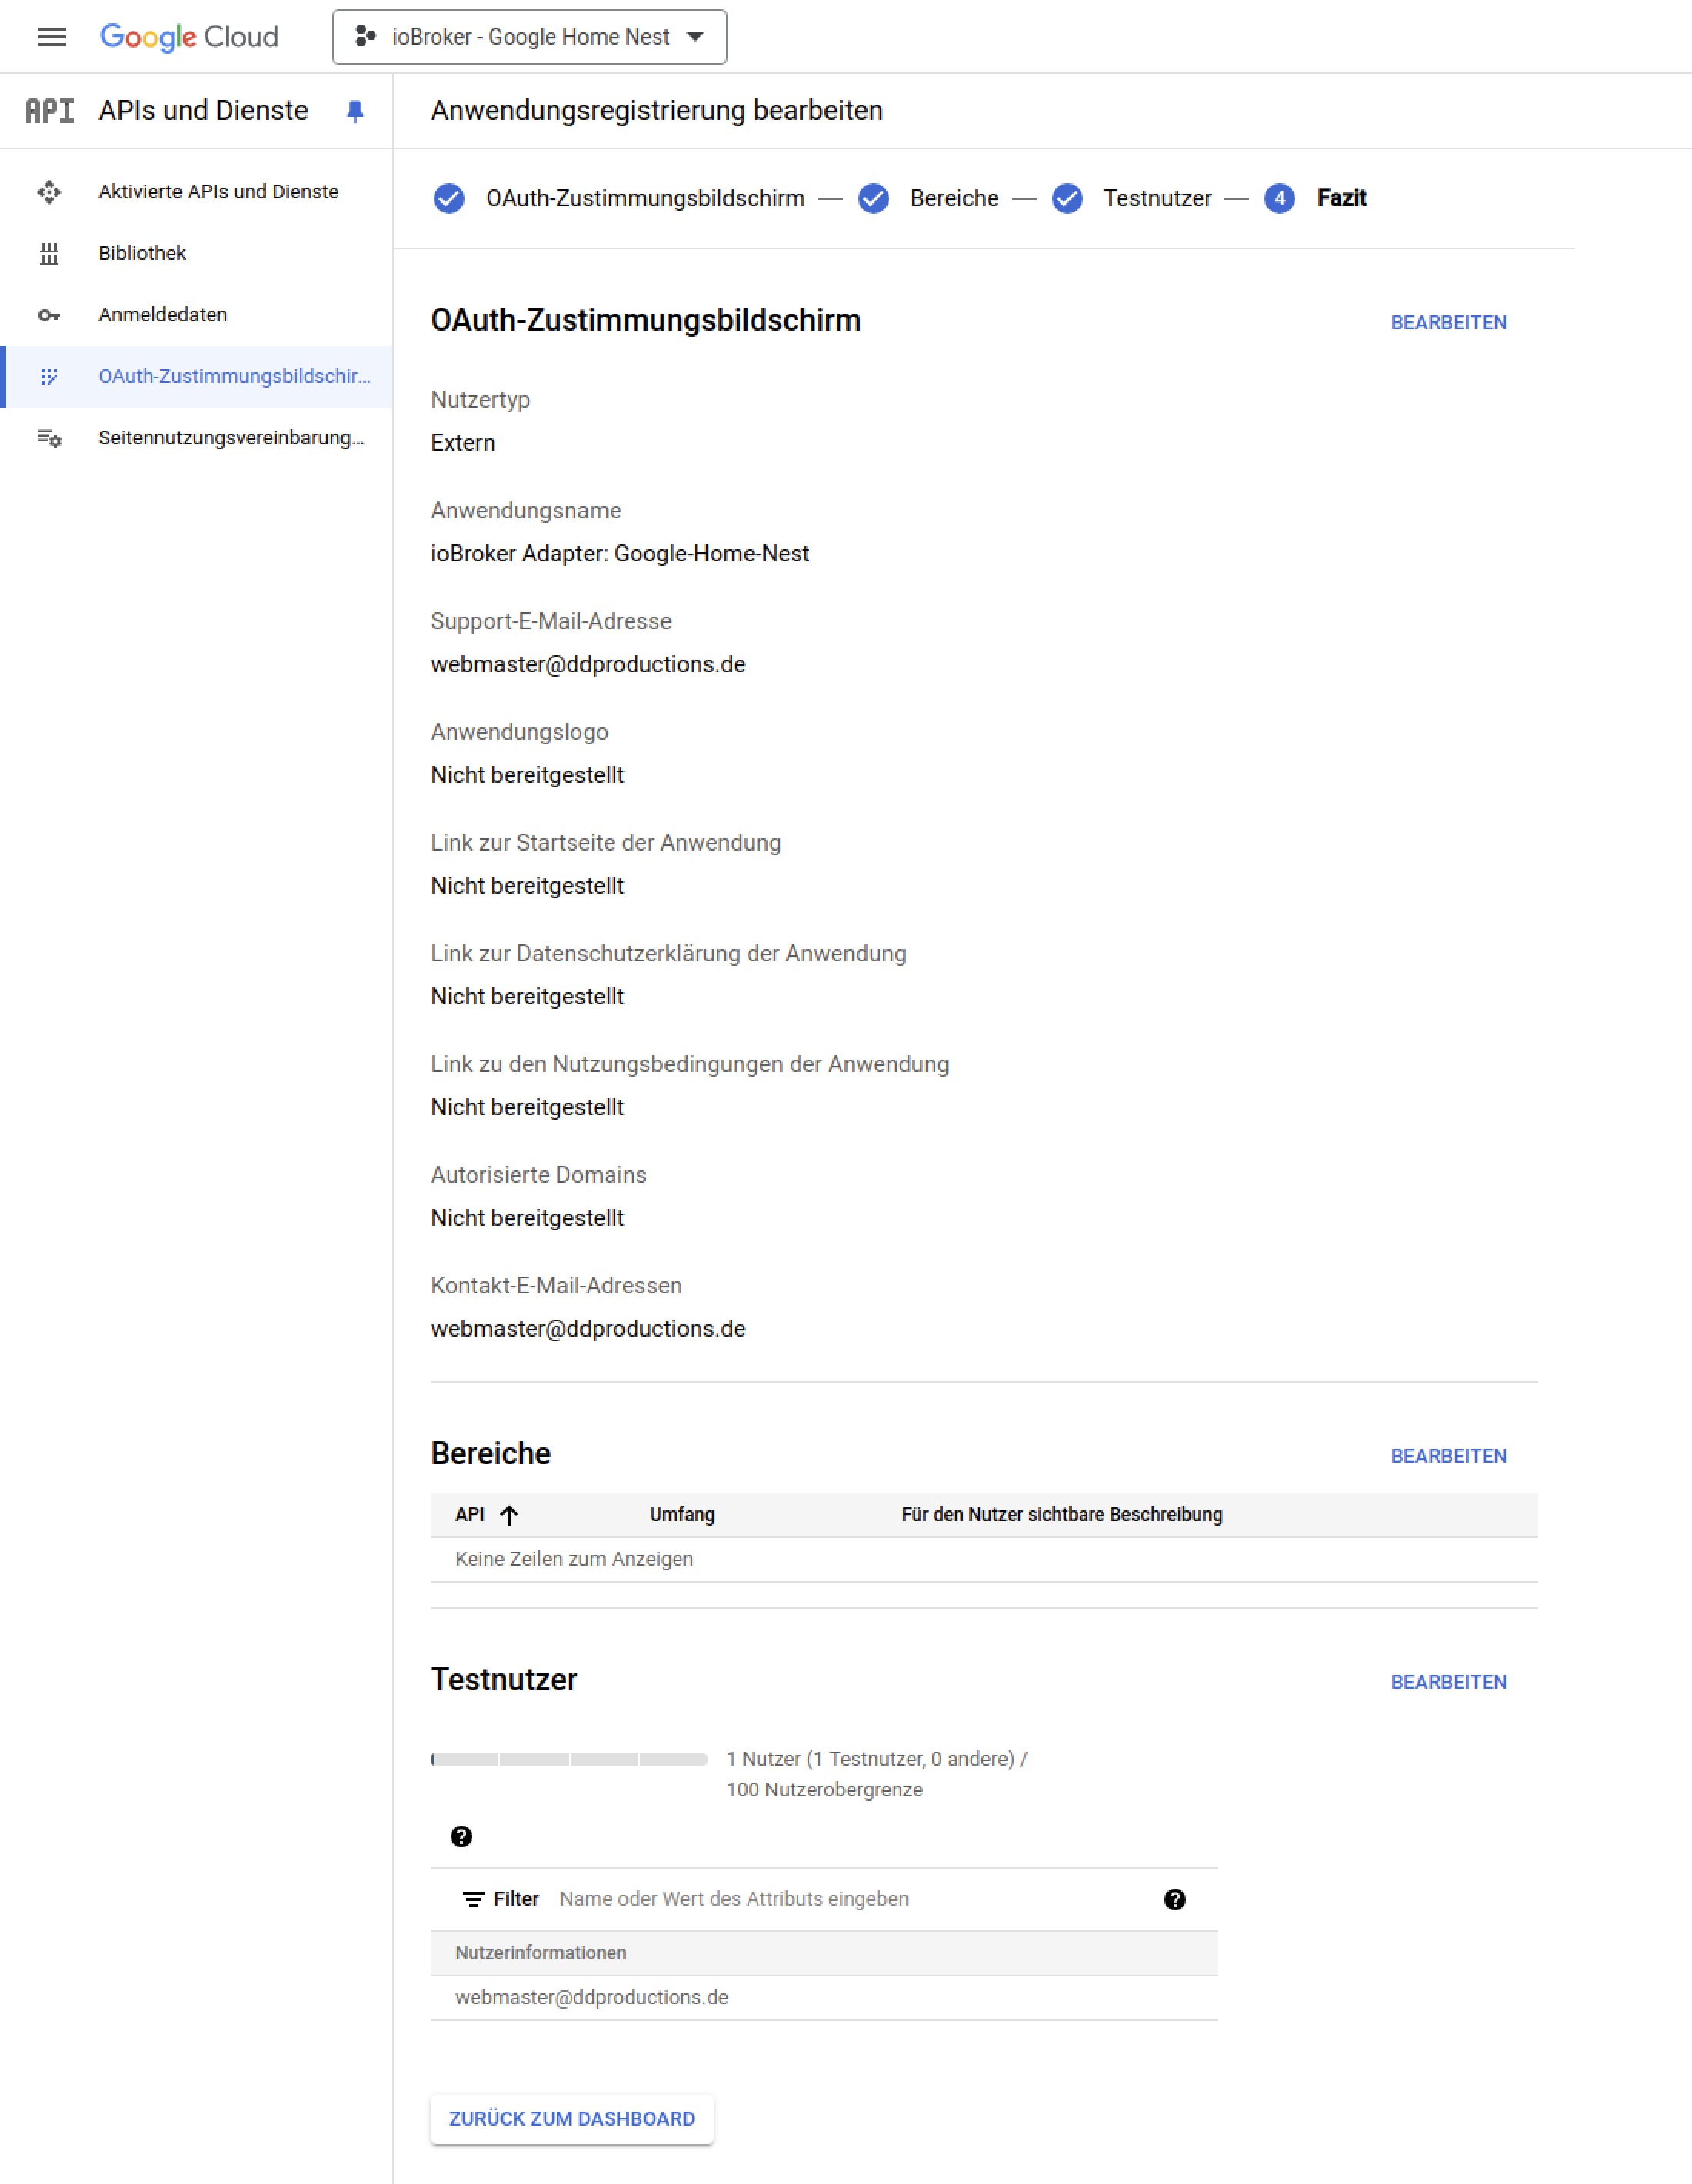 Google Cloud
ioBroker - Google Home Nest
API APIs und Dienste
Aktivierte APIs und Dienste
Bibliothek
Anmeldedaten
OAuth-Zustimmungsbildschir...
Seitennutzungsvereinbarung...
Anwendungsregistrierung bearbeiten
OAuth-Zustimmungsbildschirm — Bereiche — Testnutzer — 4 Fazit
OAuth-Zustimmungsbildschirm
BEARBEITEN
Nutzertyp
Extern
Anwendungsname
ioBroker Adapter: Google-Home-Nest
Support-E-Mail-Adresse
webmaster@ddproductions.de
Anwendungslogo
Nicht bereitgestellt
Link zur Startseite der Anwendung
Nicht bereitgestellt
Link zur Datenschutzerklärung der Anwendung
Nicht bereitgestellt
Link zu den Nutzungsbedingungen der Anwendung
Nicht bereitgestellt
Autorisierte Domains
Nicht bereitgestellt
Kontakt-E-Mail-Adressen
webmaster@ddproductions.de
Bereiche
BEARBEITEN
API Umfang Für den Nutzer sichtbare Beschreibung
Keine Zeilen zum Anzeigen
Testnutzer
BEARBEITEN
1 Nutzer (1 Testnutzer, 0 andere) /
100 Nutzerobergrenze
?
Filter Name oder Wert des Attributs eingeben ?
Nutzerinformationen
webmaster@ddproductions.de
ZURÜCK ZUM DASHBOARD